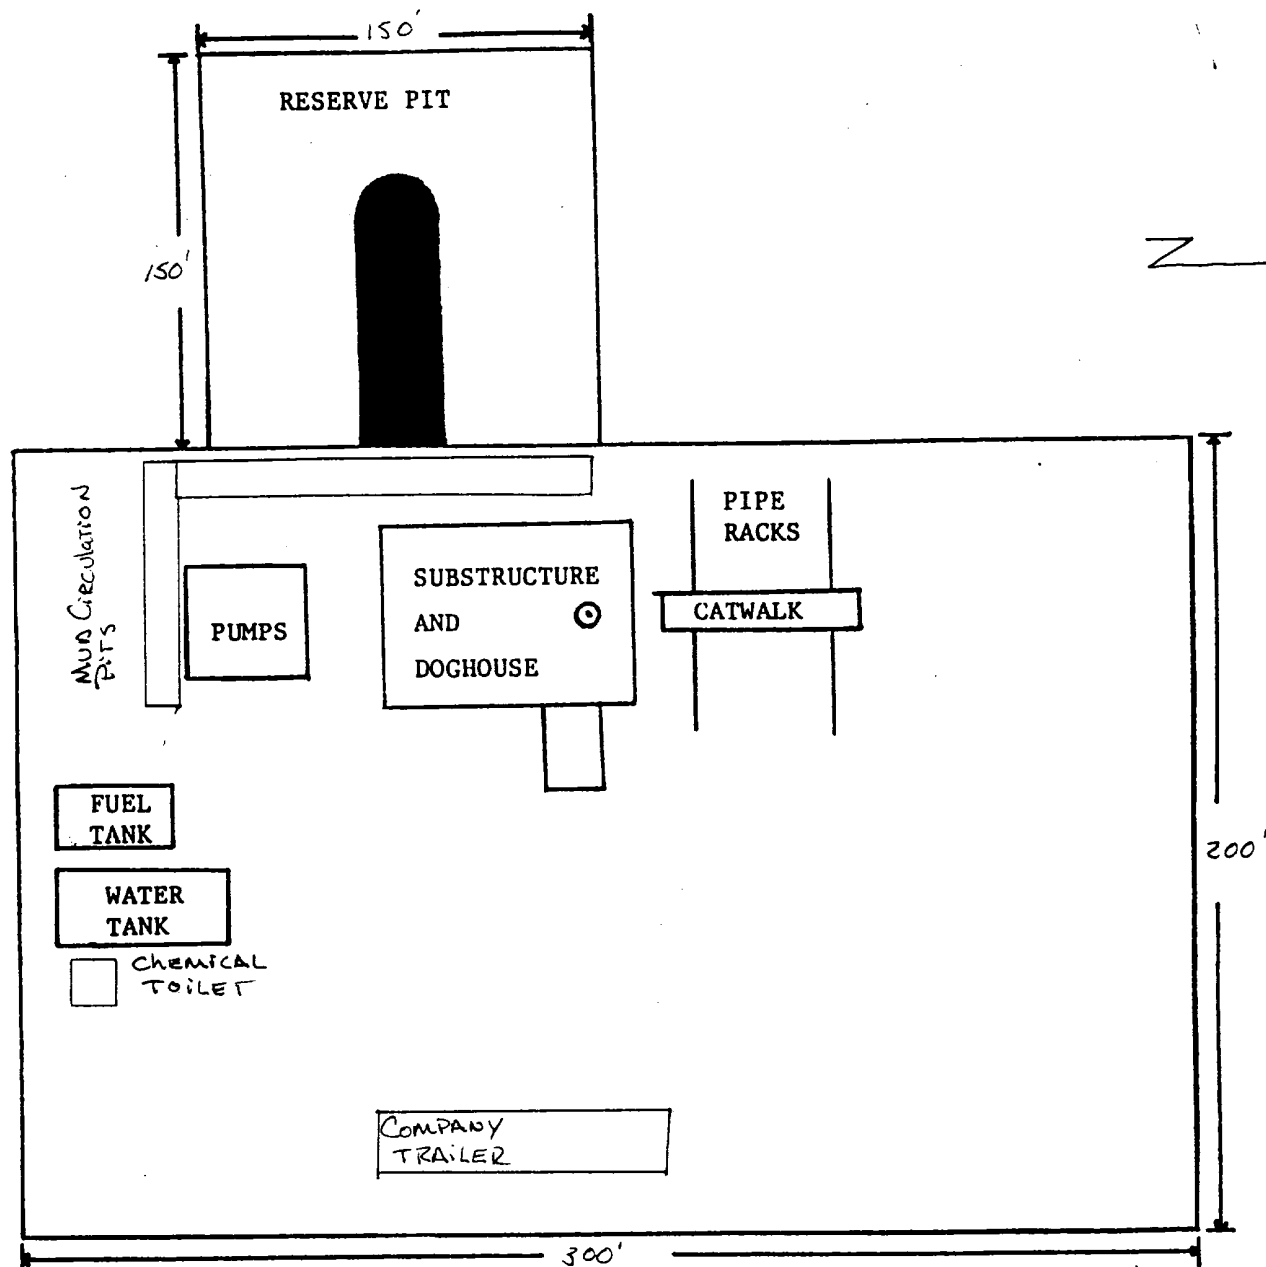 150'
RESERVE PIT
150'
N
MUD CIRCULATION
PITS
PIPE
RACKS
SUBSTRUCTURE
AND
DOGHOUSE
CATWALK
PUMPS
FUEL
TANK
200'
WATER
TANK
CHEMICAL
TOILET
COMPANY
TRAILER
300'